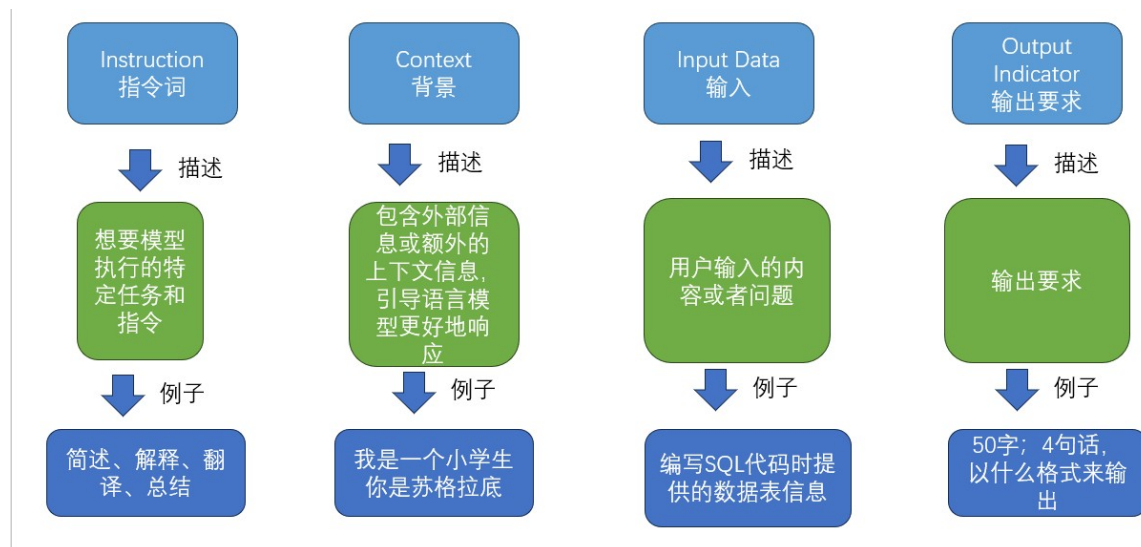 Instruction
指令词
描述
想要模型
执行的特
定任务和
指令
例子
简述、解释、翻
译、总结
Context
背景
描述
包含外部信
息或额外的
上下文信息，
引导语言模
型更好地响
应
例子
我是一个小学生
你是苏格拉底
Input Data
输入
描述
用户输入的内
容或者问题
例子
编写SQL代码时提
供的数据表信息
Output
Indicator
输出要求
描述
输出要求
例子
50字；4句话，
以什么格式来输
出